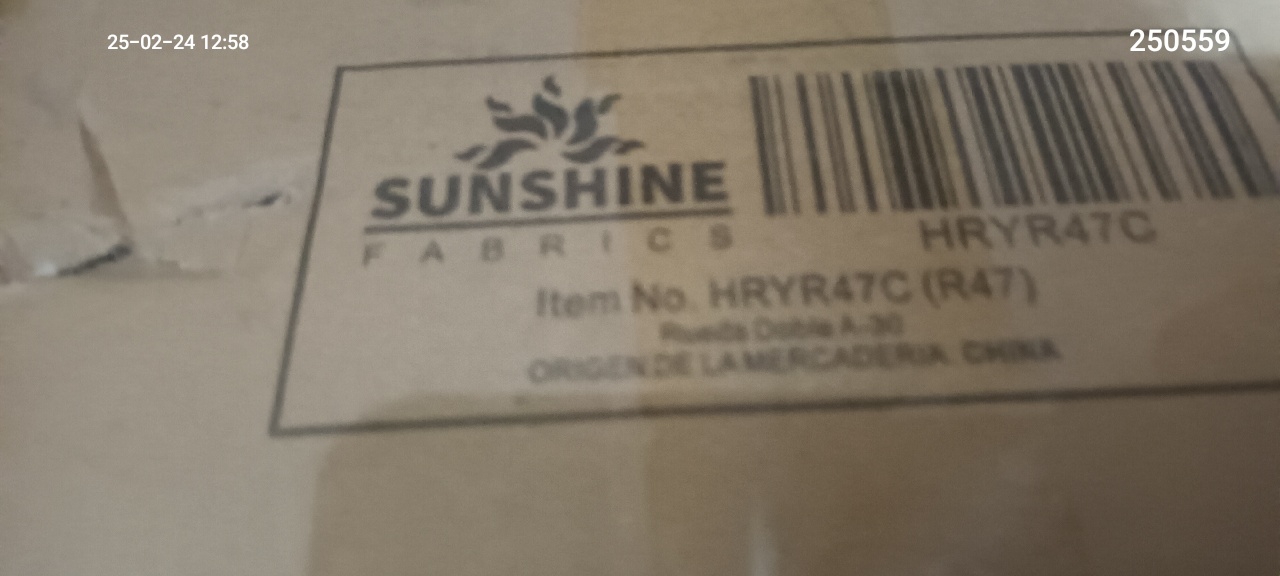 25-02-24 12:58
250559
SUNSHINE
FABRICS
HRYR47C
Item No. HRYR47C (R47)
Rueda Doble A-30
ORIGEN DE LA MERCADERIA: CHINA